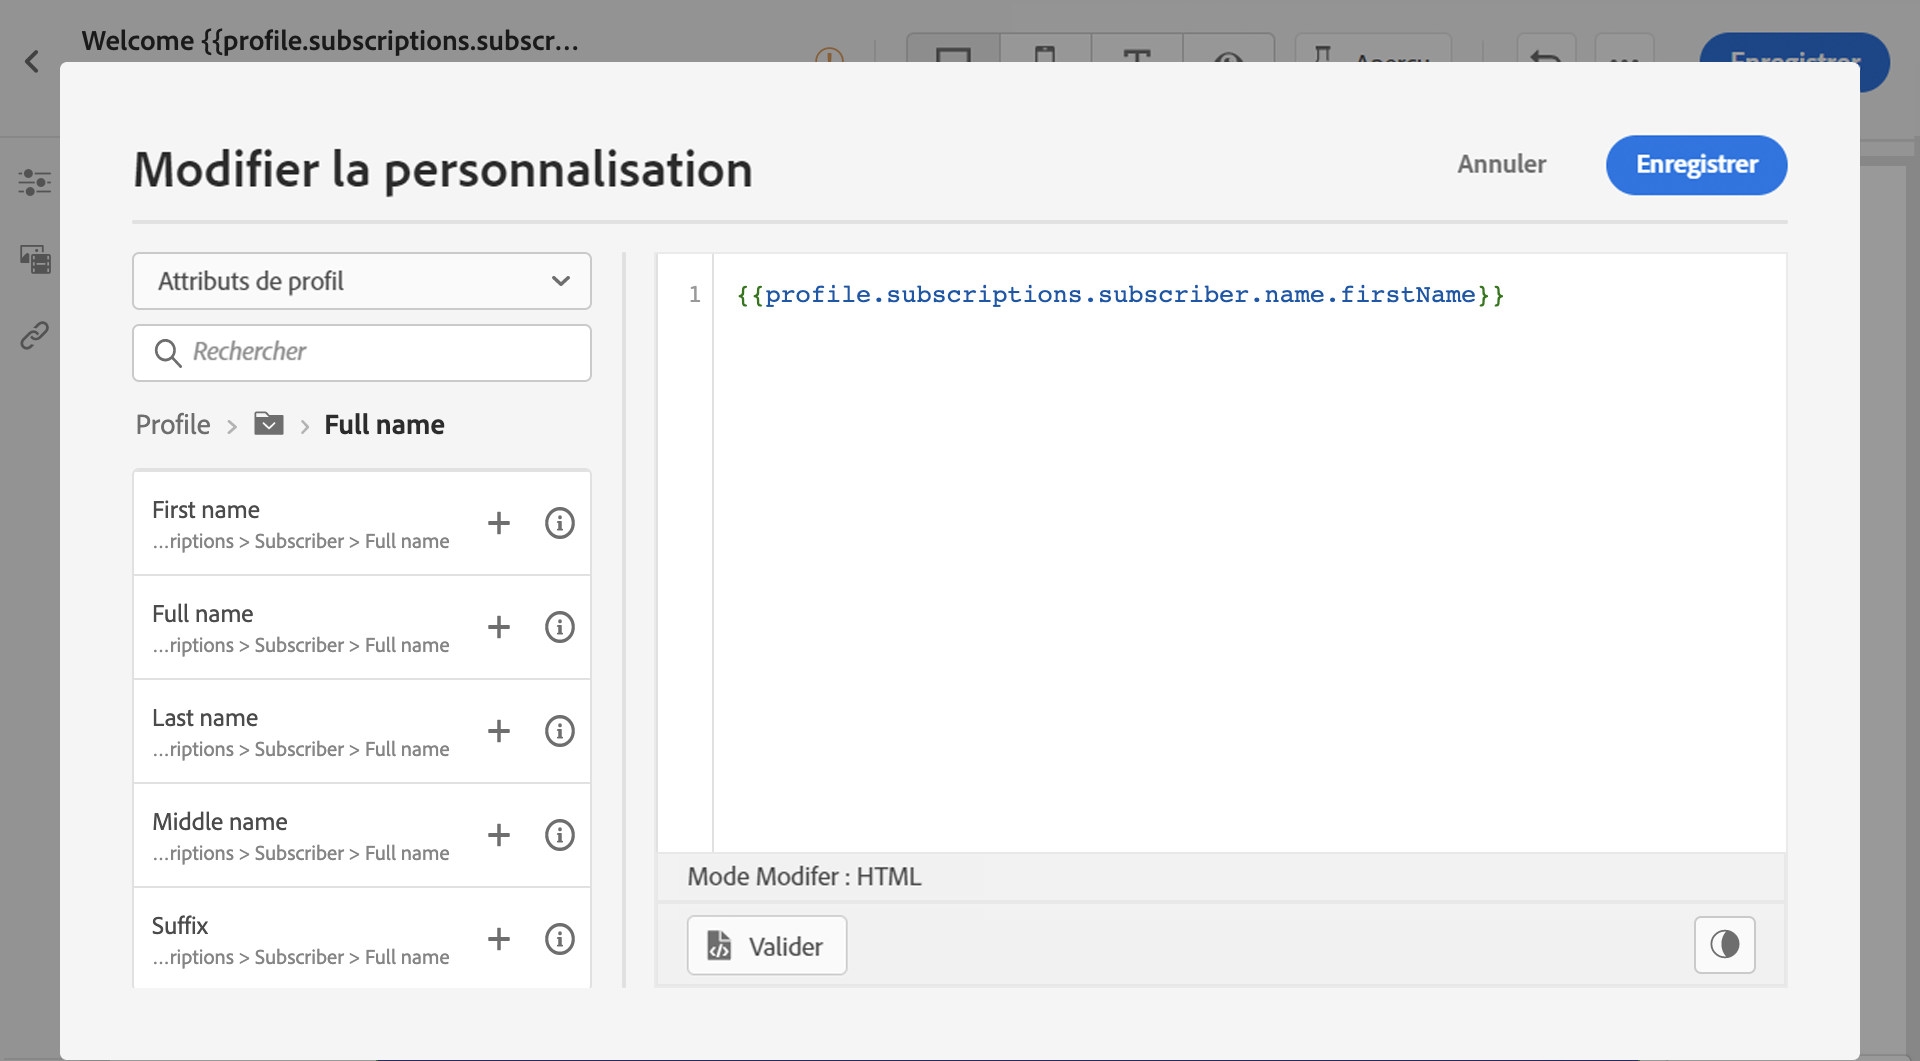 Welcome {{profile.subscriptions.subscr...
Aperçu
Enregistrer
Modifier la personnalisation
Annuler
Enregistrer
Attributs de profil
Rechercher
Profile > > Full name
First name
...riptions > Subscriber > Full name
Full name
...riptions > Subscriber > Full name
Last name
...riptions > Subscriber > Full name
Middle name
...riptions > Subscriber > Full name
Suffix
...riptions > Subscriber > Full name
1 {{profile.subscriptions.subscriber.name.firstName}}
Mode Modifer : HTML
Valider